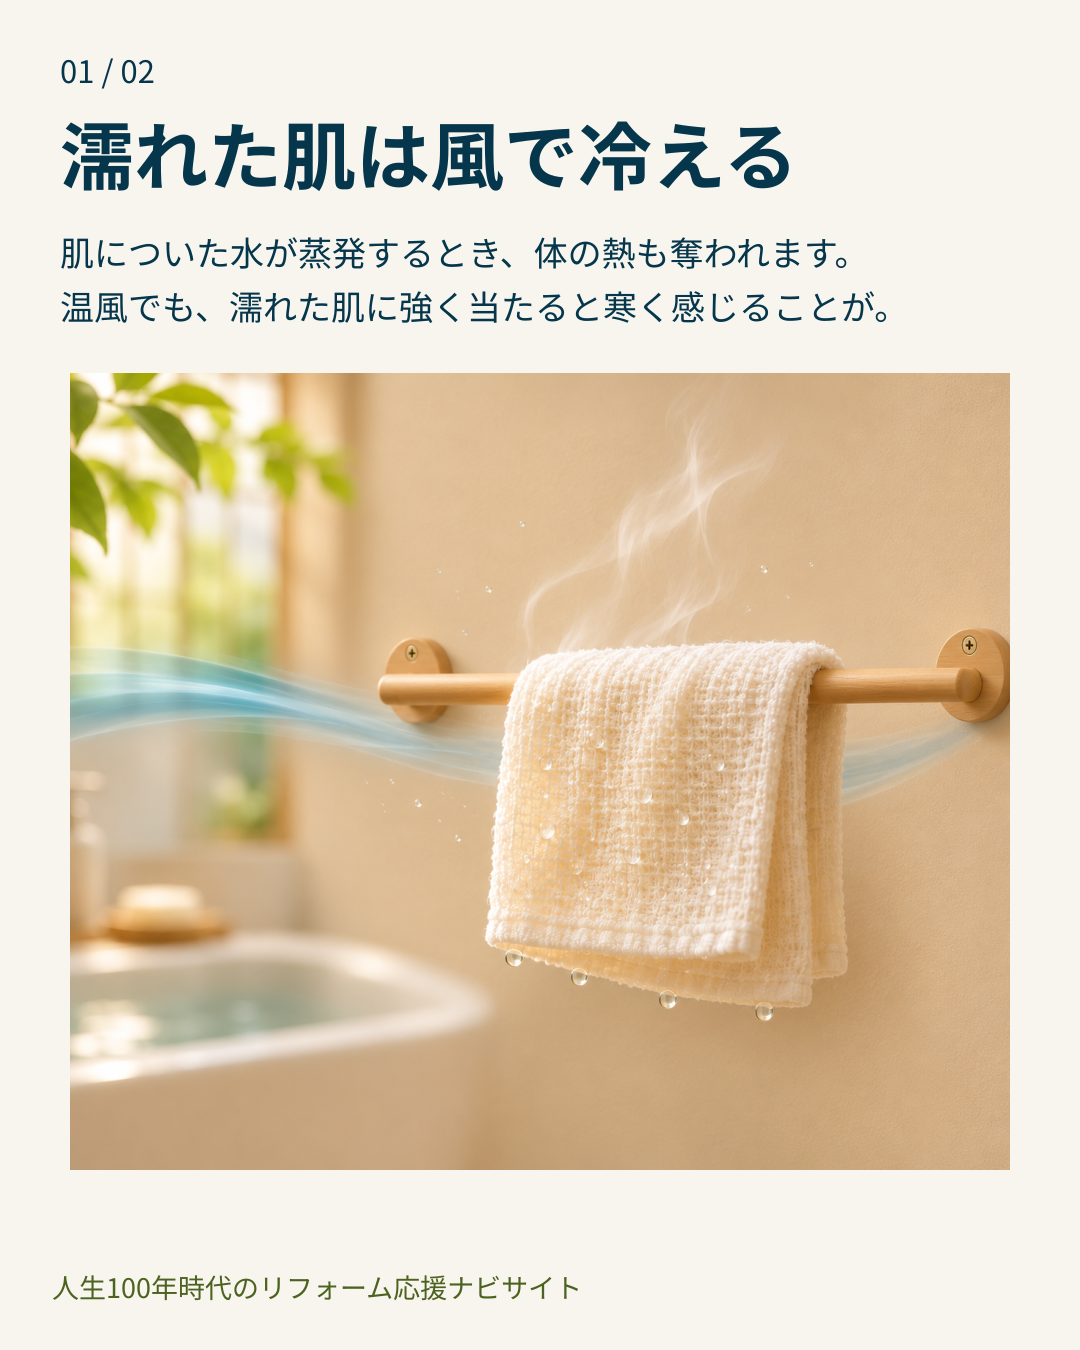 01 / 02
濡れた肌は風で冷える
肌についた水が蒸発するとき、体の熱も奪われます。
温風でも、濡れた肌に強く当たると寒く感じることが。
人生100年時代のリフォーム応援ナビサイト